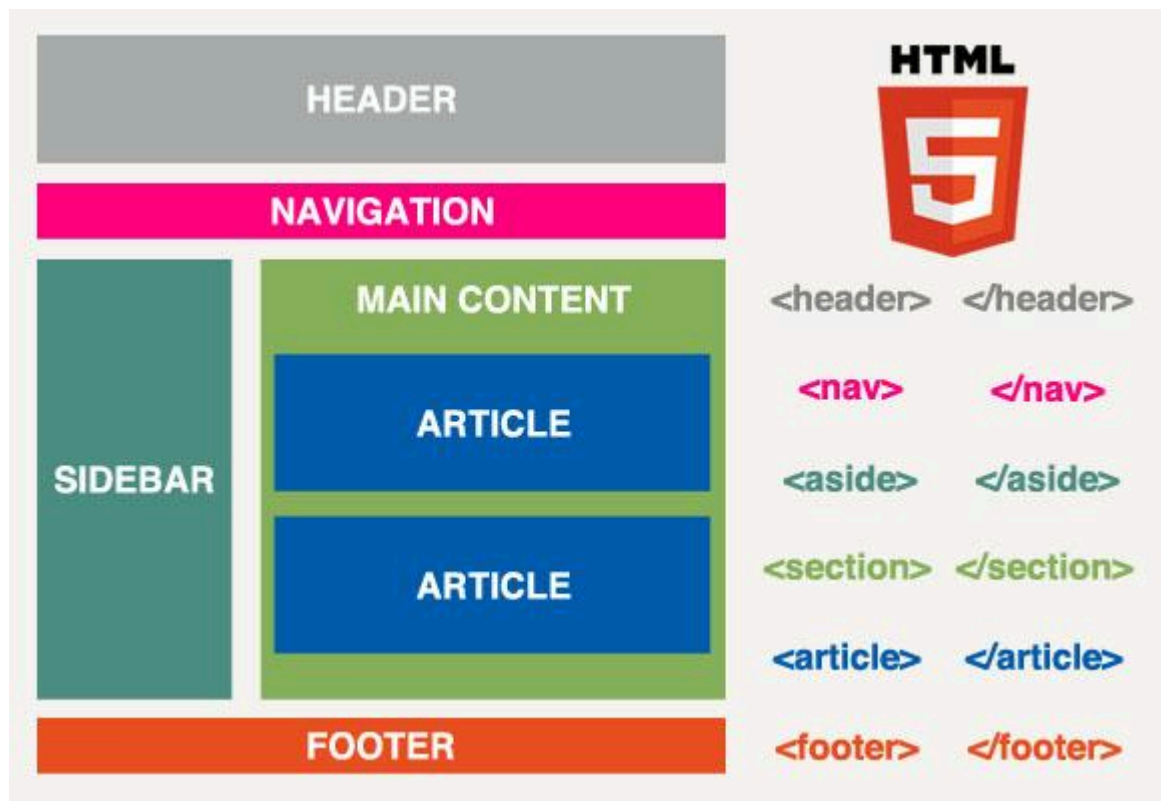 HEADER
NAVIGATION
SIDEBAR
MAIN CONTENT
ARTICLE
ARTICLE
FOOTER
HTML
5
<header> </header>
<nav> </nav>
<aside> </aside>
<section> </section>
<article> </article>
<footer> </footer>